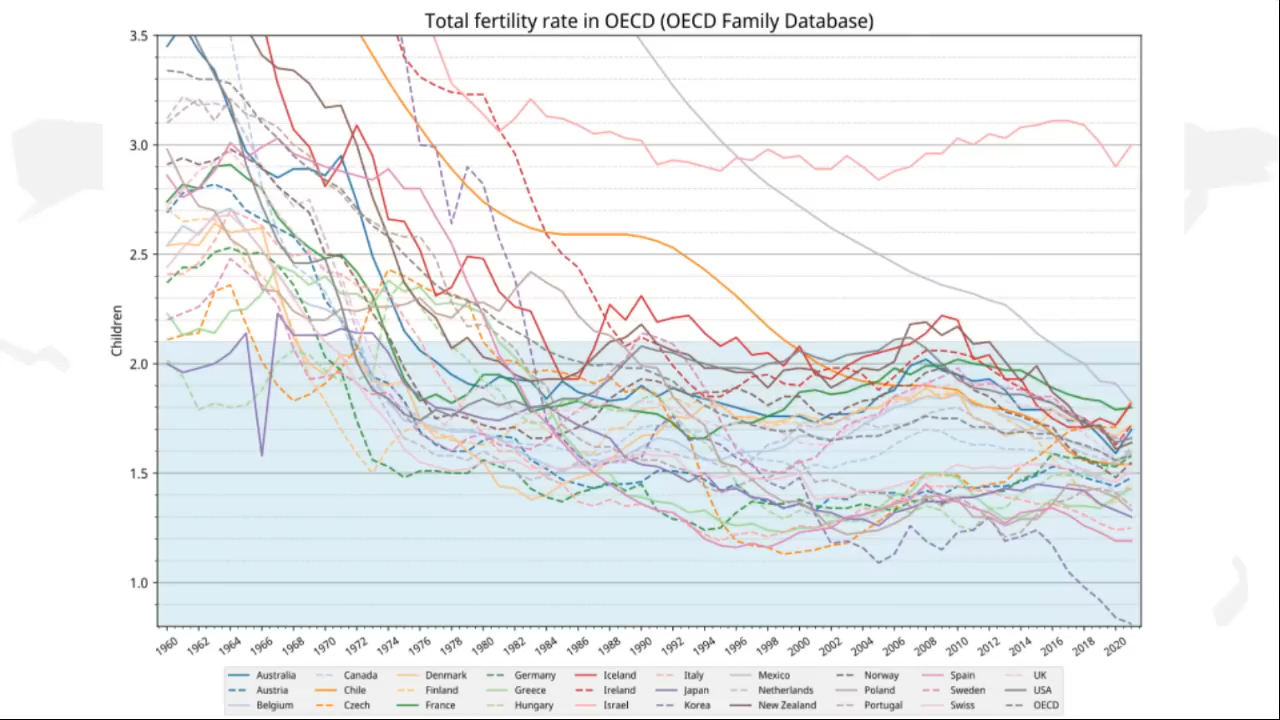 Total fertility rate in OECD (OECD Family Database)
3.5
3.0
2.5
2.0
1.5
1.0
Children
1960 1962 1964 1966 1968 1970 1972 1974 1976 1978 1980 1982 1984 1986 1988 1990 1992 1994 1996 1998 2000 2002 2004 2006 2008 2010 2012 2014 2016 2018 2020
Australia Canada Denmark Germany Iceland Italy Mexico Norway Spain UK
Austria Chile Finland Greece Ireland Japan Netherlands Poland Sweden USA
Belgium Czech France Hungary Israel Korea New Zealand Portugal Swiss OECD